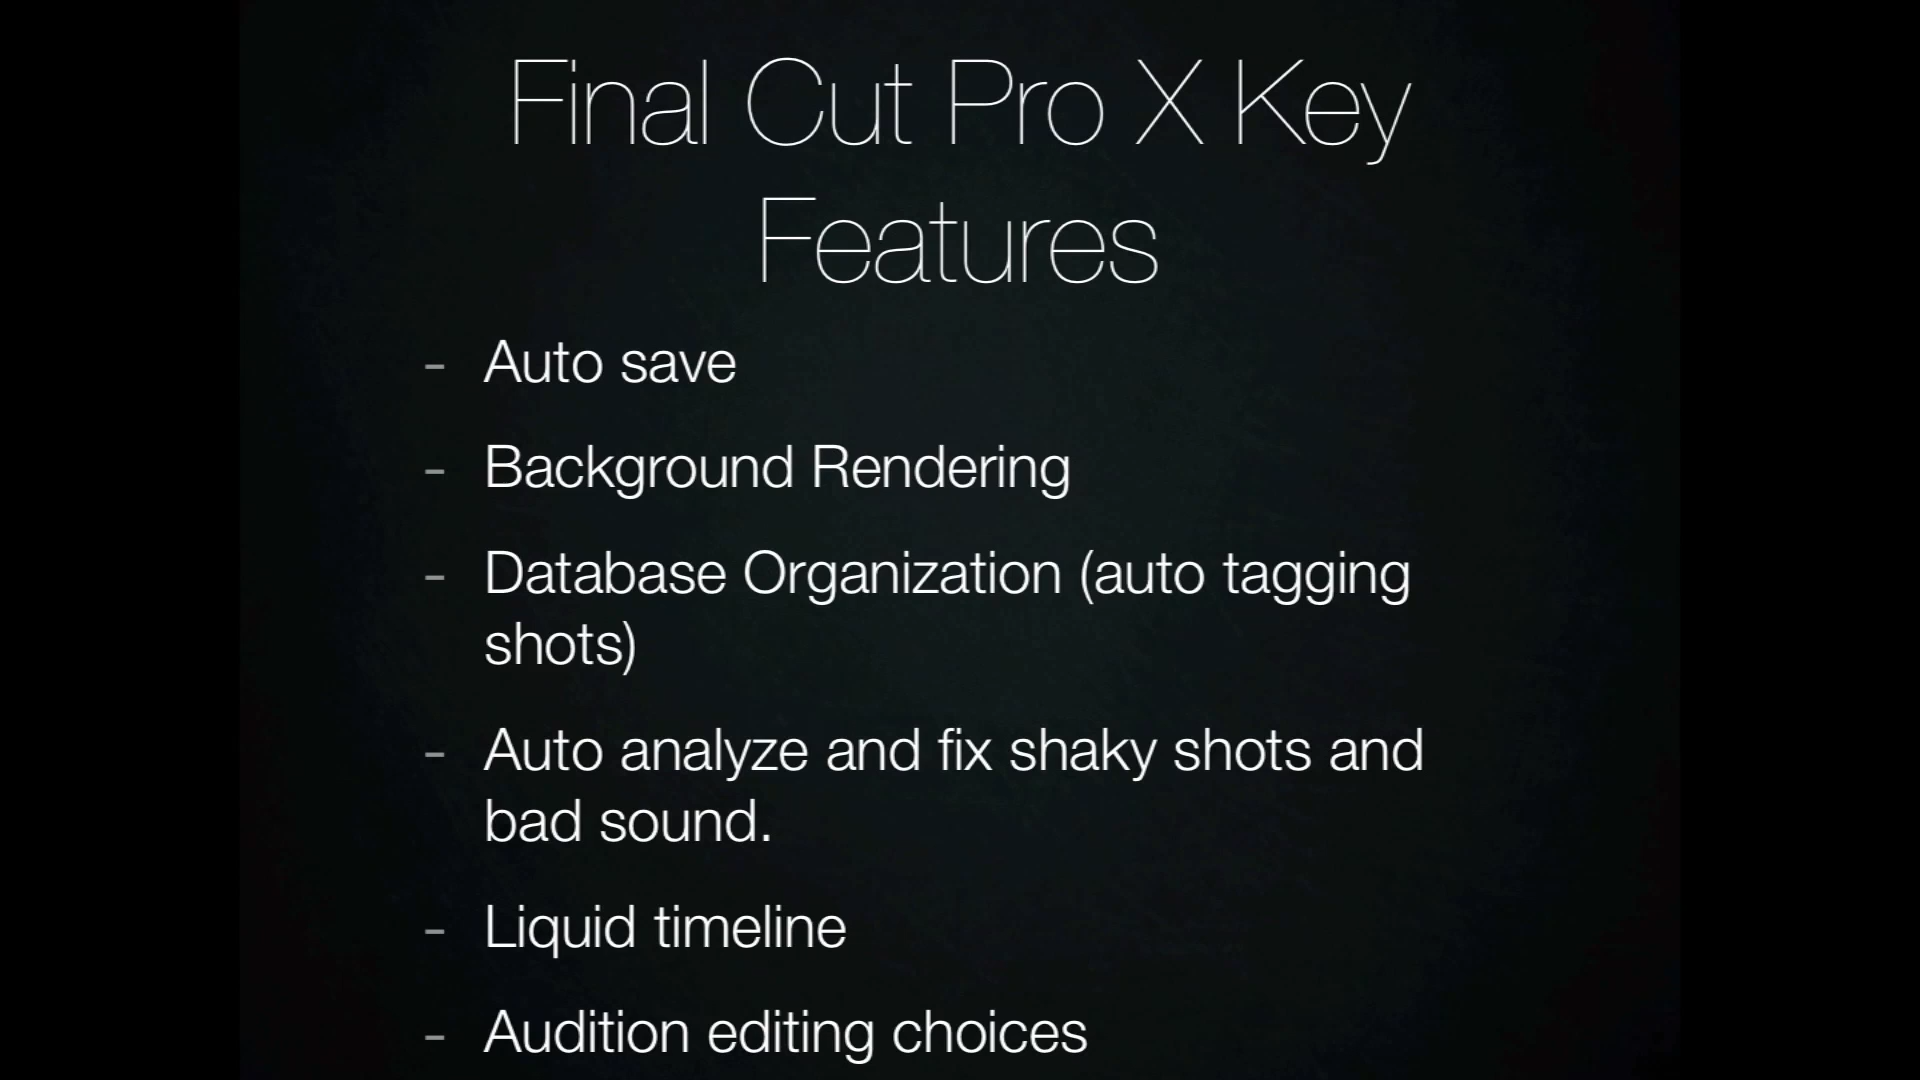 Final Cut Pro X Key
Features
- Auto save
- Background Rendering
- Database Organization (auto tagging
shots)
- Auto analyze and fix shaky shots and
bad sound.
- Liquid timeline
- Audition editing choices